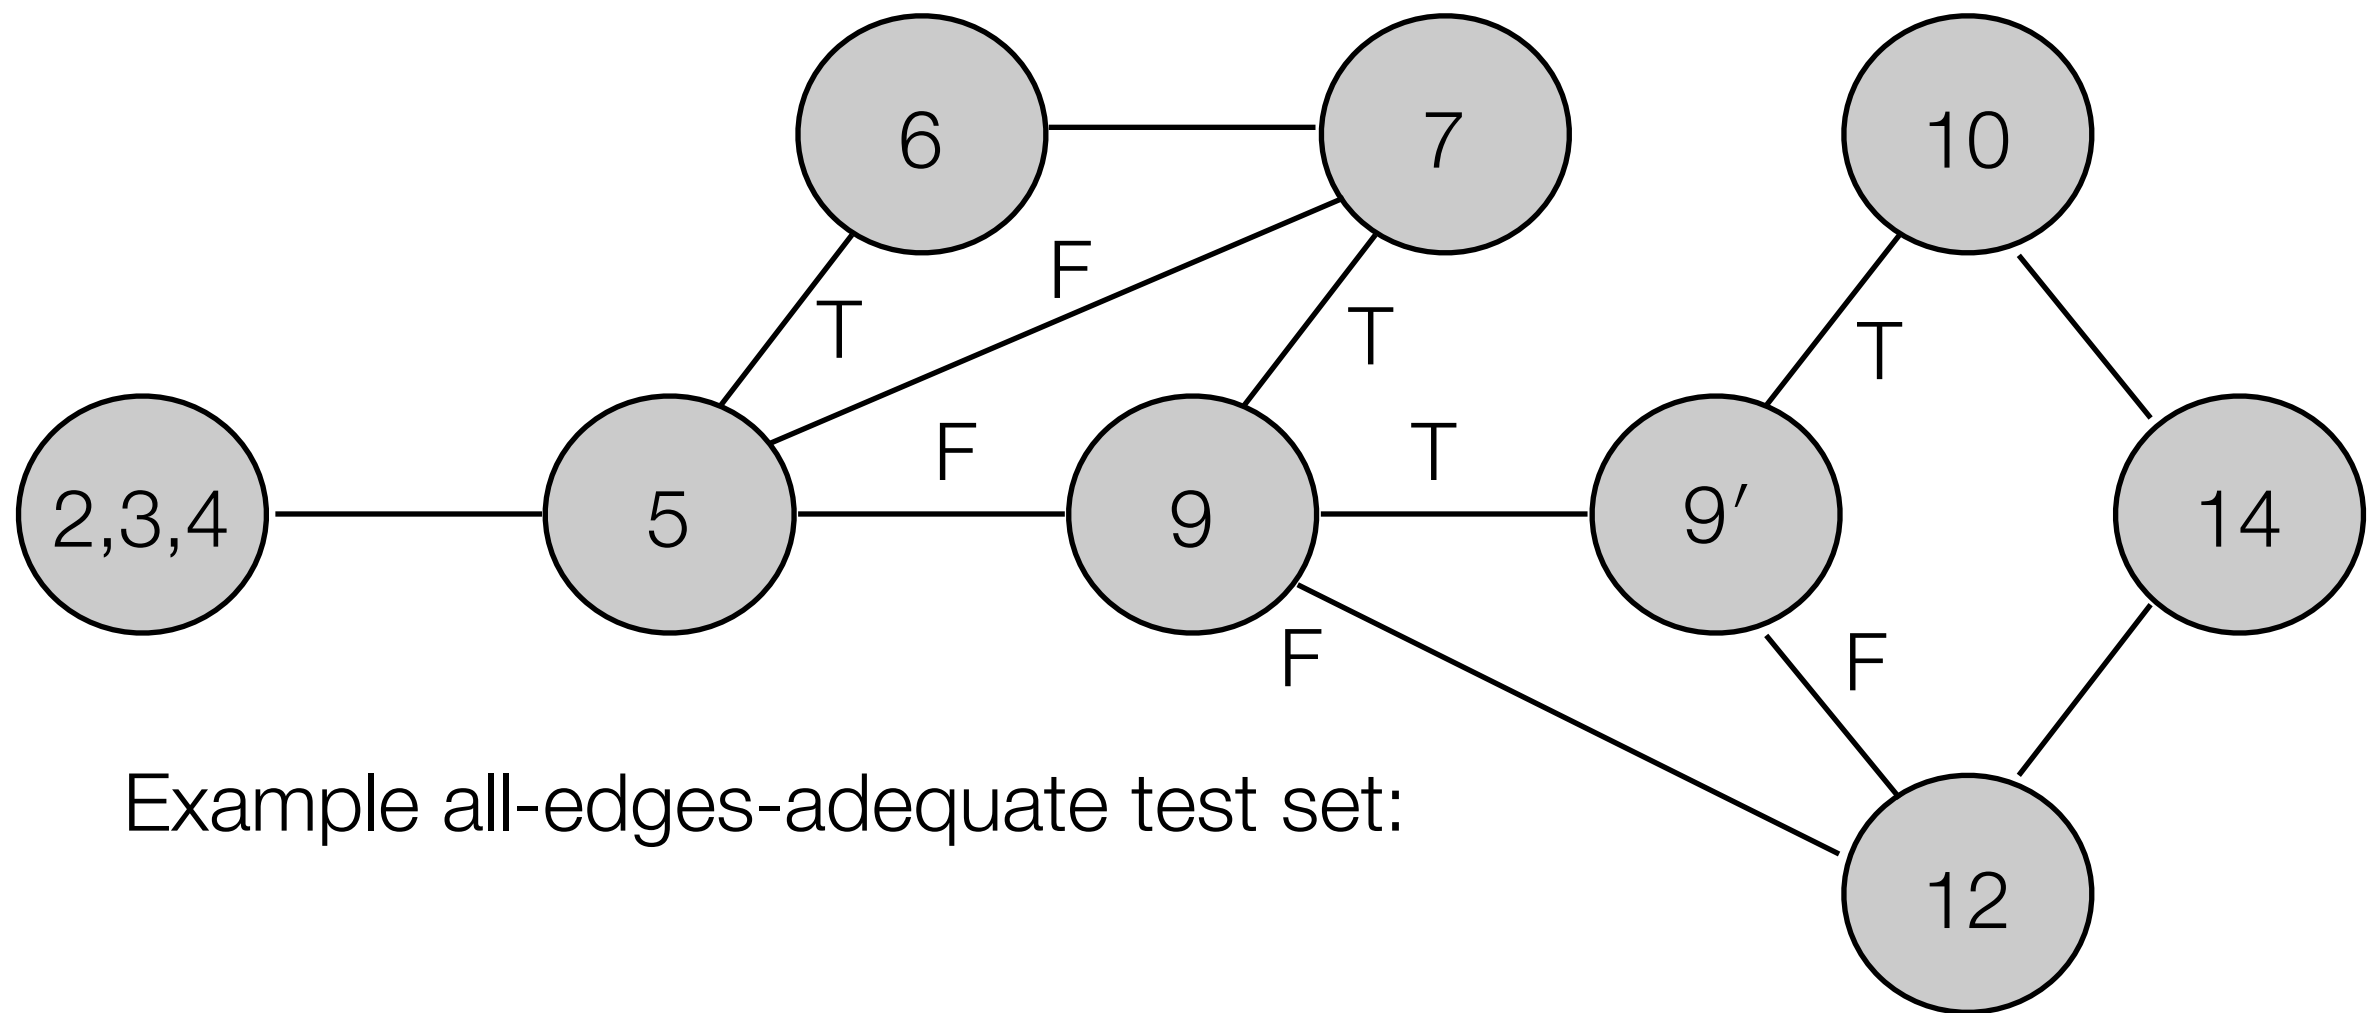 6
7
10
F
T
T
T
F
T
2,3,4
5
9
9′
14
F
F
Example all-edges-adequate test set:
12